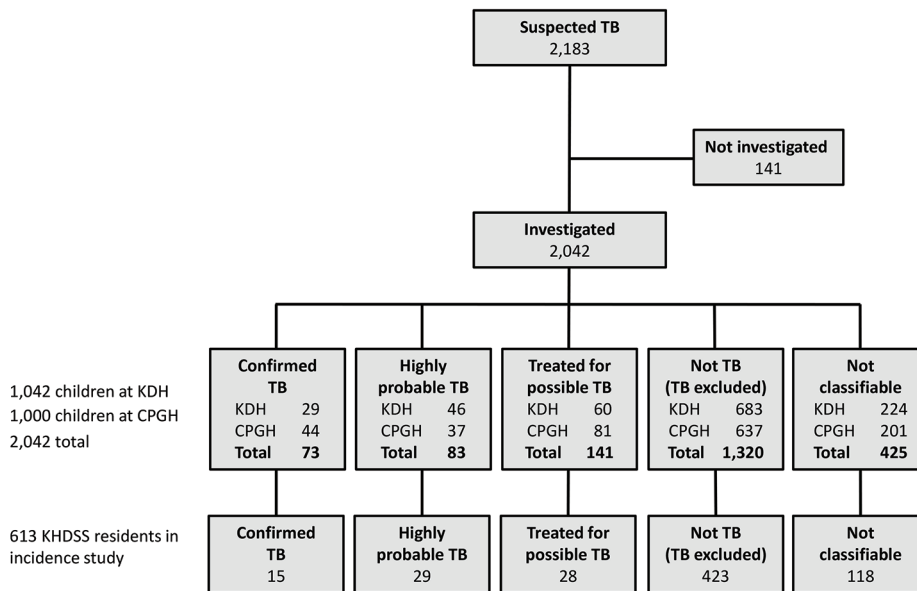 Suspected TB
2,183
Not investigated
141
Investigated
2,042
1,042 children at KDH
1,000 children at CPGH
2,042 total
Confirmed
TB
KDH 29
CPGH 44
Total 73
Highly
probable TB
KDH 46
CPGH 37
Total 83
Treated for
possible TB
KDH 60
CPGH 81
Total 141
Not TB
(TB excluded)
KDH 683
CPGH 637
Total 1,320
Not
classifiable
KDH 224
CPGH 201
Total 425
613 KHDSS residents in
incidence study
Confirmed
TB
15
Highly
probable TB
29
Treated for
possible TB
28
Not TB
(TB excluded)
423
Not
classifiable
118